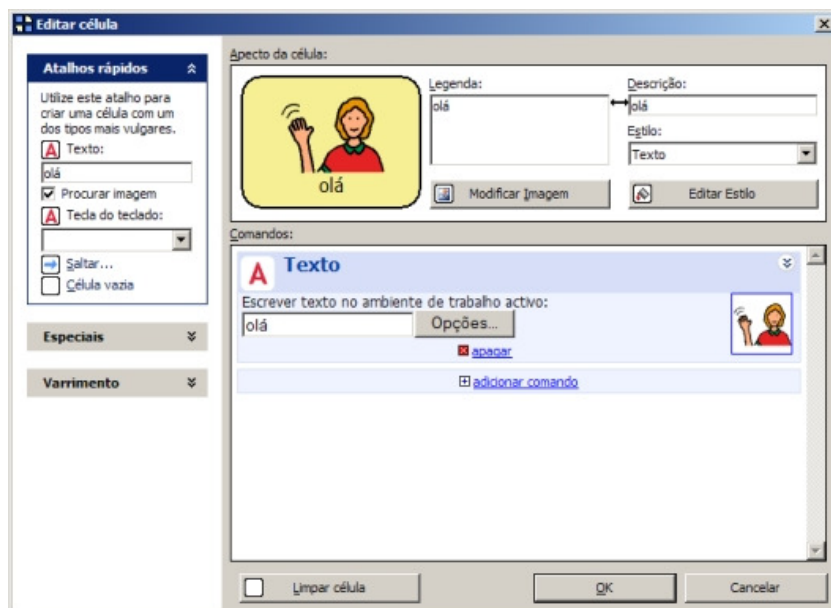 Editar célula
Atalhos rápidos
Utilize este atalho para
criar uma célula com um
dos tipos mais vulgares.
A Texto:
olá
Procurar imagem
A Tecla do teclado:
Saltar...
Célula vazia
Especiais
Varrimento
Apecto da célula:
olá
Legenda:
olá
Descrição:
olá
Estilo:
Texto
Modificar Imagem
Editar Estilo
Comandos:
A Texto
Escrever texto no ambiente de trabalho activo:
olá
Opções...
apagar
adicionar comando
Limpar célula
OK
Cancelar